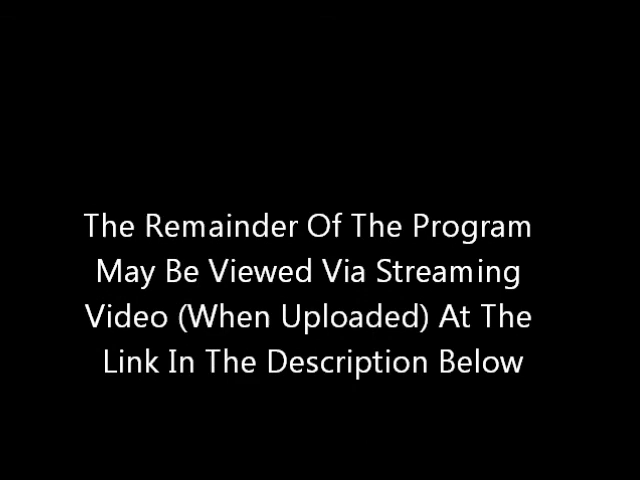 The Remainder Of The Program
May Be Viewed Via Streaming
Video (When Uploaded) At The
Link In The Description Below